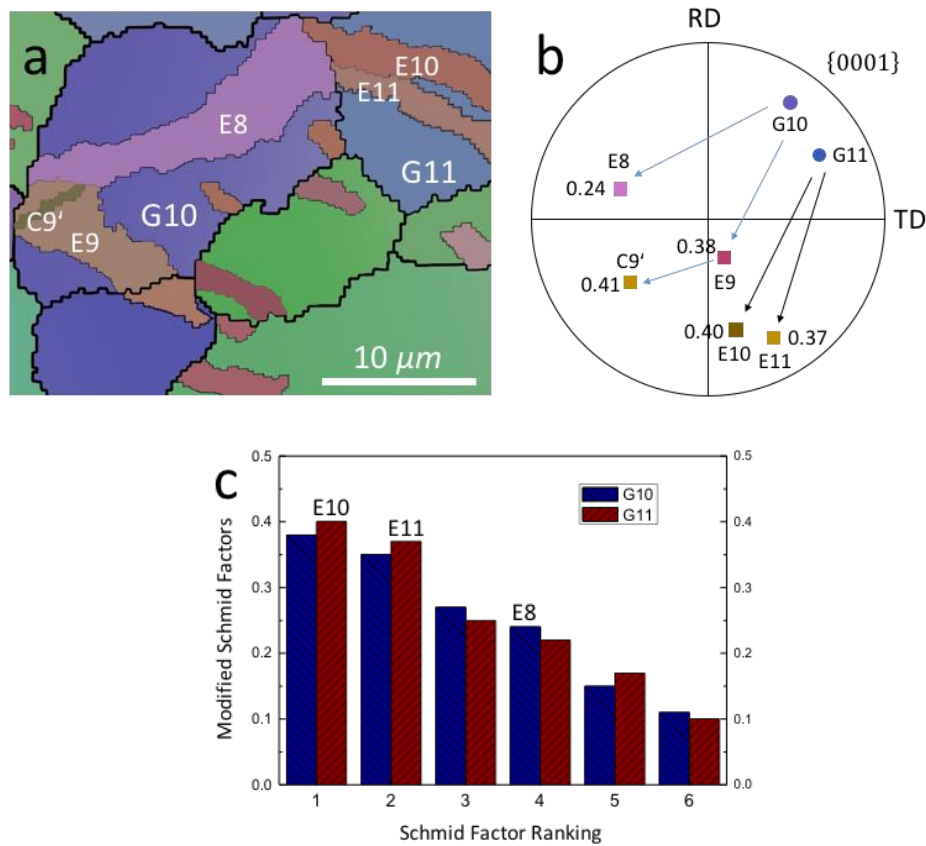 a
E8
E10
E11
G11
G10
C9'
E9
10 μm
b
RD
{0001}
TD
G10
G11
E8
0.24
0.38
E9
C9'
0.41
0.40
E10
0.37
E11
c
0.5
0.4
0.3
0.2
0.1
0.0
Modified Schmid Factors
E10
E11
E8
G10
G11
0.5
0.4
0.3
0.2
0.1
0.0
1 2 3 4 5 6
Schmid Factor Ranking